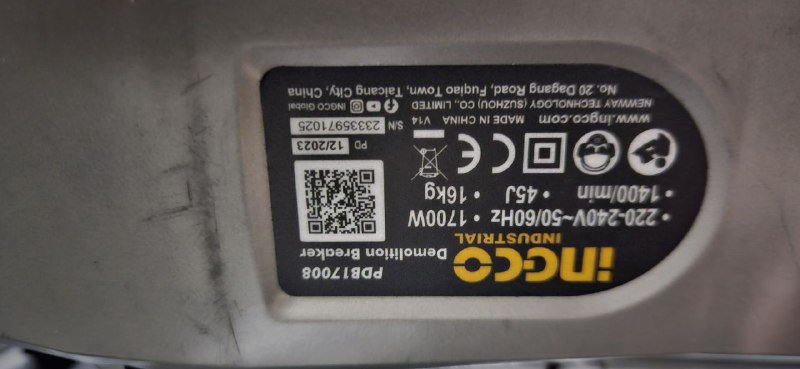 INGCO
INDUSTRIAL
PDB17008
Demolition Breaker
• 220-240V~50/60Hz • 1700W
• 1400/min • 45J • 16kg
PD 12/2023
S/N 23335971025
www.ingco.com MADE IN CHINA V14
NEWWAY TECHNOLOGY (SUZHOU) CO., LIMITED INGCO Global
No. 20 Dagang Road, Fuqiao Town, Taicang City, China